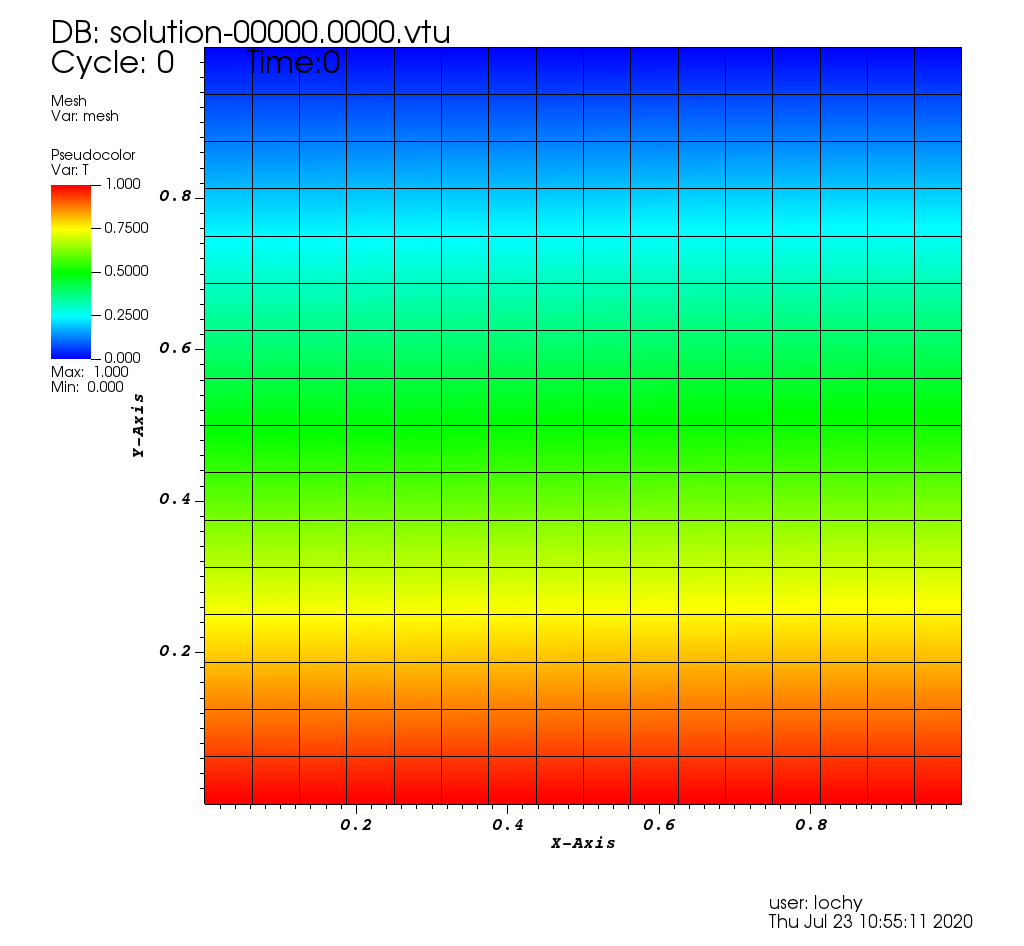 DB: solution-00000.0000.vtu
Cycle: 0 Time:0
Mesh
Var: mesh
Pseudocolor
Var: T
1.000
0.7500
0.5000
0.2500
0.000
Max: 1.000
Min: 0.000
Y-Axis
0.8
0.6
0.4
0.2
0.2 0.4 0.6 0.8
X-Axis
user: lochy
Thu Jul 23 10:55:11 2020